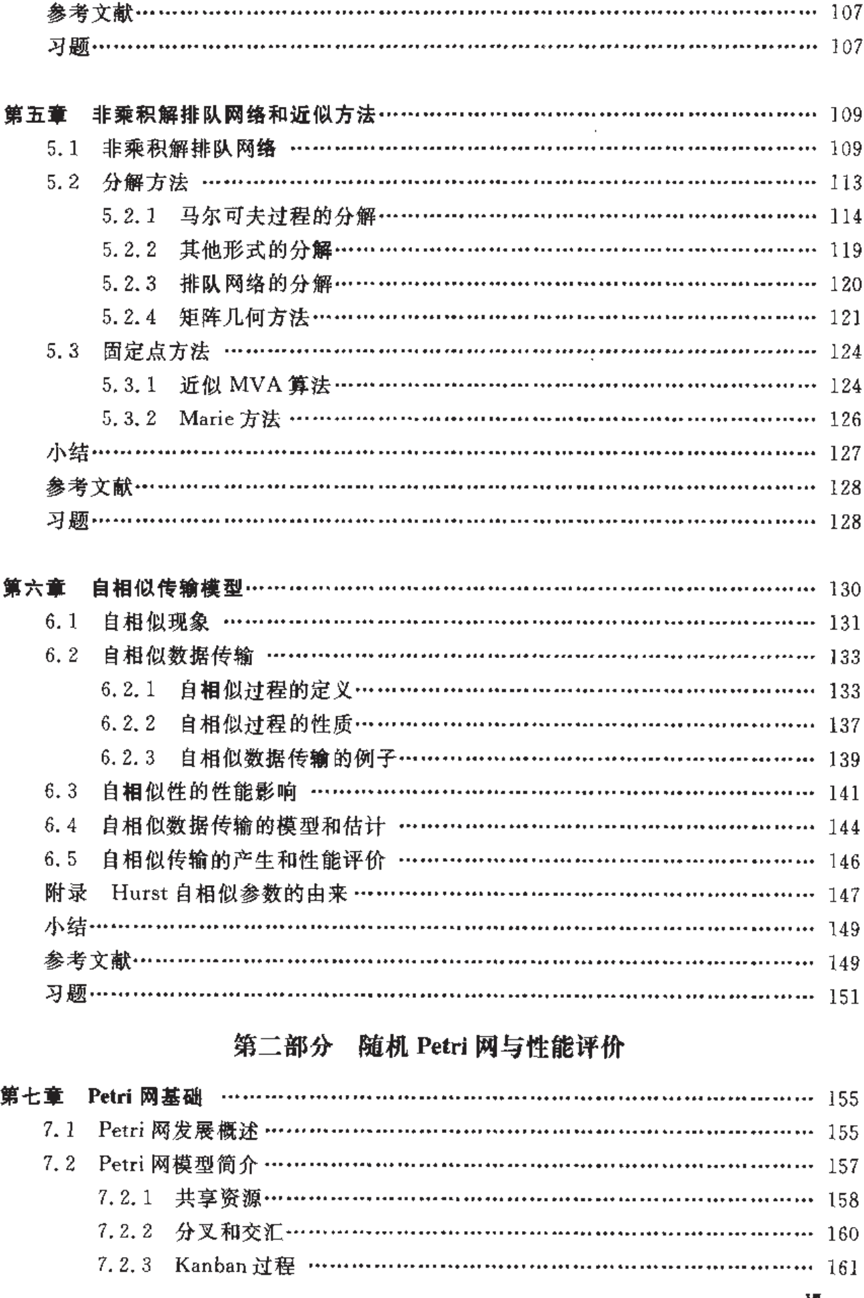 参考文献…… 107
习题…… 107
第五章 非乘积解排队网络和近似方法…… 109
5.1 非乘积解排队网络 …… 109
5.2 分解方法 …… 113
5.2.1 马尔可夫过程的分解…… 114
5.2.2 其他形式的分解…… 119
5.2.3 排队网络的分解…… 120
5.2.4 矩阵几何方法…… 121
5.3 固定点方法 …… 124
5.3.1 近似 MVA 算法…… 124
5.3.2 Marie 方法 …… 126
小结…… 127
参考文献…… 128
习题…… 128
第六章 自相似传输模型…… 130
6.1 自相似现象 …… 131
6.2 自相似数据传输 …… 133
6.2.1 自相似过程的定义…… 133
6.2.2 自相似过程的性质…… 137
6.2.3 自相似数据传输的例子…… 139
6.3 自相似性的性能影响 …… 141
6.4 自相似数据传输的模型和估计 …… 144
6.5 自相似传输的产生和性能评价 …… 146
附录 Hurst 自相似参数的由来…… 147
小结…… 149
参考文献…… 149
习题…… 151
第二部分 随机 Petri 网与性能评价
第七章 Petri 网基础 …… 155
7.1 Petri 网发展概述…… 155
7.2 Petri 网模型简介…… 157
7.2.1 共享资源…… 158
7.2.2 分叉和交汇…… 160
7.2.3 Kanban 过程 …… 161